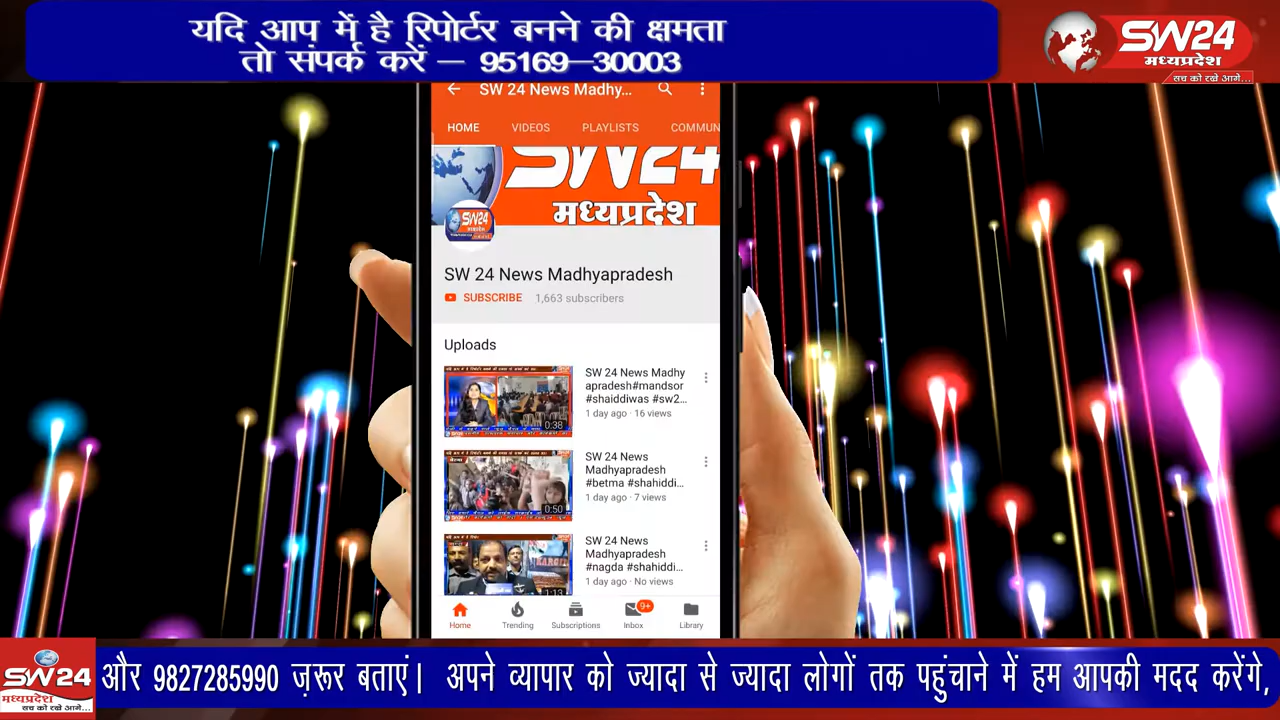 यदि आप में है रिपोर्टर बनने की क्षमता
तो संपर्क करें – 95169–30003
SW24
मध्यप्रदेश
सच को रखे आगे...
SW 24 News Madhy...
HOME VIDEOS PLAYLISTS COMMUN
SW24
मध्यप्रदेश
SW24
SW 24 News Madhyapradesh
SUBSCRIBE 1,663 subscribers
Uploads
SW 24 News Madhy
apradesh#mandsor
#shaiddiwas #sw2...
1 day ago · 16 views
0:38
SW 24 News
Madhyapradesh
#betma #shahiddi...
1 day ago · 7 views
0:50
SW 24 News
Madhyapradesh
#nagda #shahiddi...
1 day ago · No views
1:13
9+
Home Trending Subscriptions Inbox Library
SW24
मध्यप्रदेश
सच को रखे आगे...
और 9827285990 ज़रूर बताएं। अपने व्यापार को ज्यादा से ज्यादा लोगों तक पहुंचाने में हम आपकी मदद करेंगे,